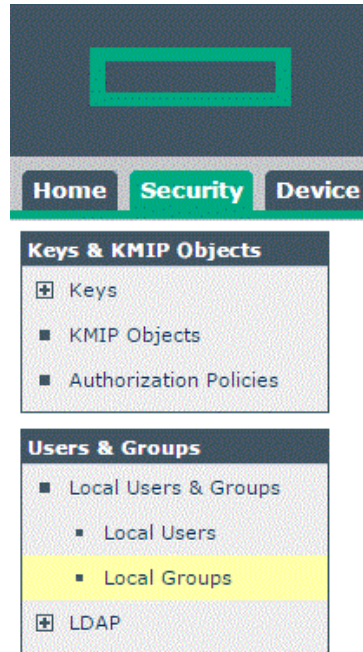 Home Security Device
Keys & KMIP Objects
Keys
KMIP Objects
Authorization Policies
Users & Groups
Local Users & Groups
Local Users
Local Groups
LDAP